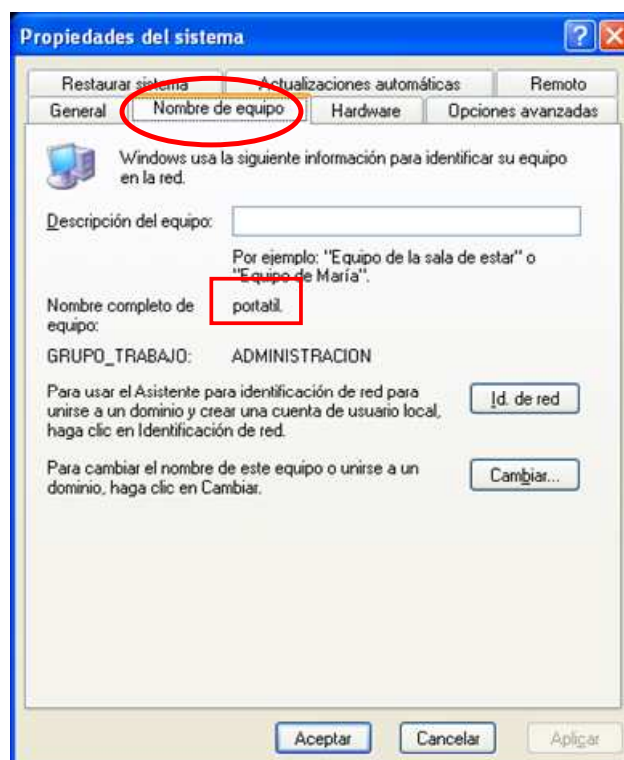 Propiedades del sistema
Restaurar sistema Actualizaciones automáticas Remoto
General Nombre de equipo Hardware Opciones avanzadas
Windows usa la siguiente información para identificar su equipo
en la red.
Descripción del equipo:
Por ejemplo: "Equipo de la sala de estar" o
"Equipo de María".
Nombre completo de
equipo:
portatil.
GRUPO_TRABAJO: ADMINISTRACION
Para usar el Asistente para identificación de red para
unirse a un dominio y crear una cuenta de usuario local,
haga clic en Identificación de red.
Id. de red
Para cambiar el nombre de este equipo o unirse a un
dominio, haga clic en Cambiar.
Cambiar...
Aceptar Cancelar Aplicar